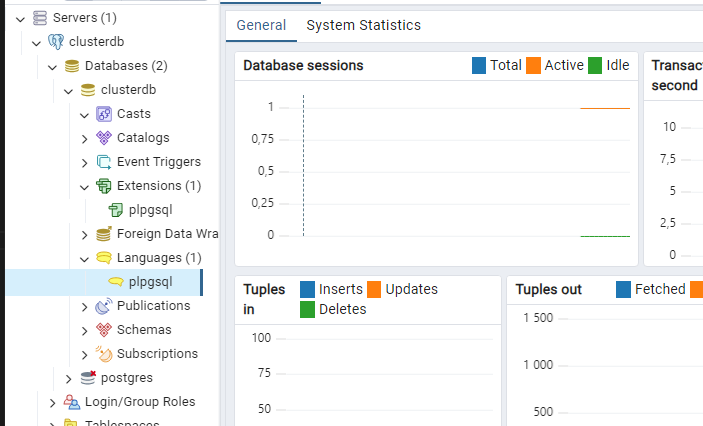 Servers (1)
clusterdb
Databases (2)
clusterdb
Casts
Catalogs
Event Triggers
Extensions (1)
plpgsql
Foreign Data Wra
Languages (1)
plpgsql
Publications
Schemas
Subscriptions
postgres
Login/Group Roles
Tablespaces
General System Statistics
Database sessions Total Active Idle
1
0,75
0,5
0,25
0
Transac
second
10
7,5
5
2,5
0
Tuples in Inserts Updates Deletes
100
75
50
Tuples out Fetched
1 500
1 000
500